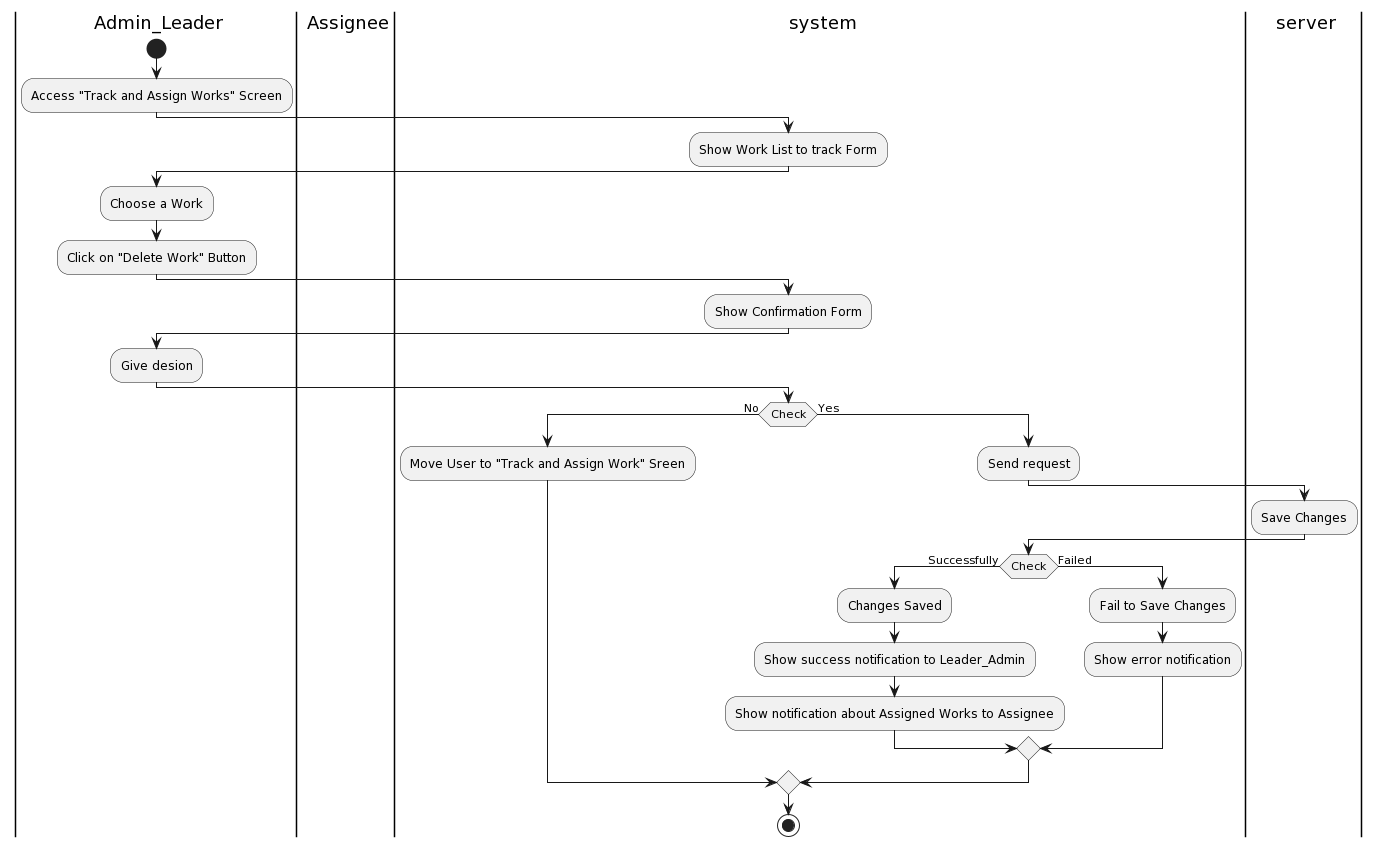 Admin_Leader
Assignee
system
server
Access "Track and Assign Works" Screen
Show Work List to track Form
Choose a Work
Click on "Delete Work" Button
Show Confirmation Form
Give desion
No
Check
Yes
Move User to "Track and Assign Work" Sreen
Send request
Save Changes
Successfully
Check
Failed
Changes Saved
Fail to Save Changes
Show success notification to Leader_Admin
Show error notification
Show notification about Assigned Works to Assignee